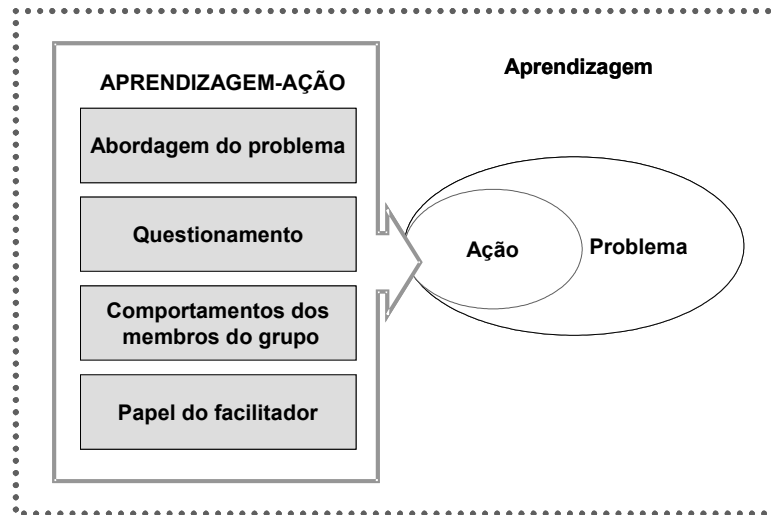 APRENDIZAGEM-AÇÃO
Abordagem do problema
Questionamento
Comportamentos dos
membros do grupo
Papel do facilitador
Aprendizagem
Ação
Problema